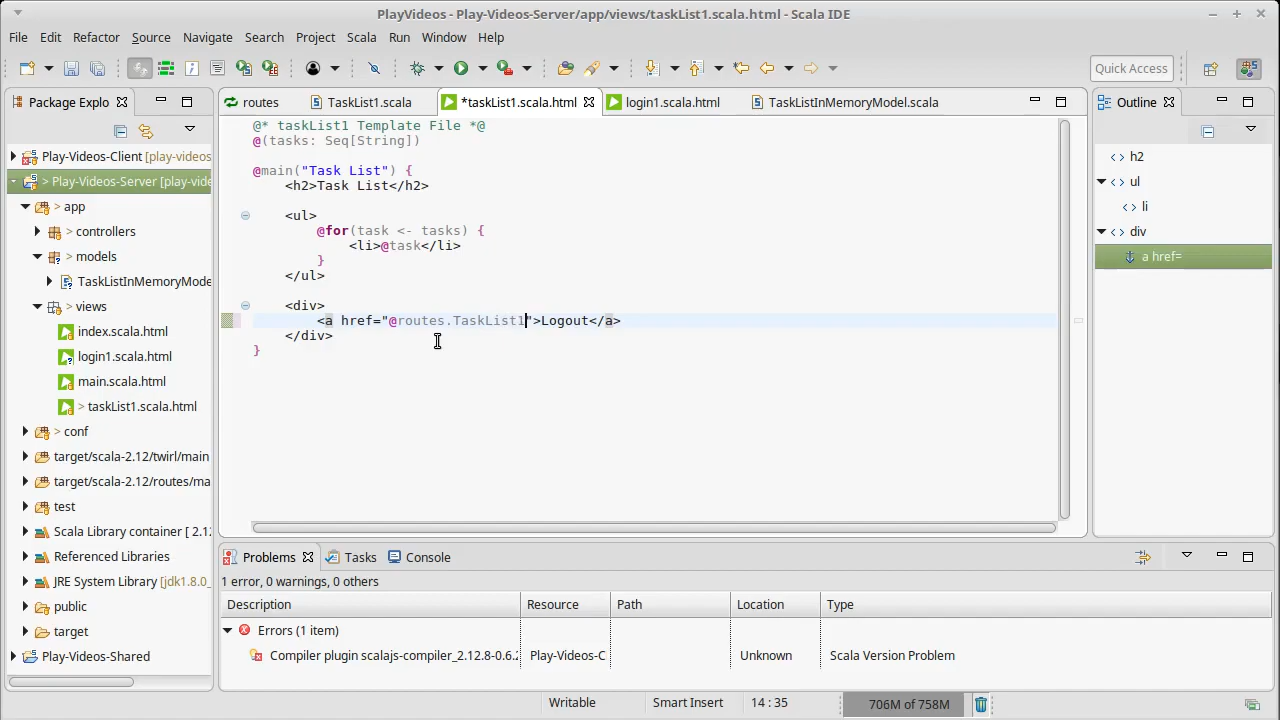 PlayVideos - Play-Videos-Server/app/views/taskList1.scala.html - Scala IDE
File Edit Refactor Source Navigate Search Project Scala Run Window Help
Quick Access
Package Explo
Play-Videos-Client [play-videos
> Play-Videos-Server [play-vide
> app
> controllers
> models
TaskListInMemoryMode
> views
index.scala.html
login1.scala.html
main.scala.html
> taskList1.scala.html
> conf
target/scala-2.12/twirl/main
target/scala-2.12/routes/ma
test
Scala Library container [ 2.12
Referenced Libraries
JRE System Library [jdk1.8.0_
public
target
Play-Videos-Shared
routes TaskList1.scala *taskList1.scala.html login1.scala.html TaskListInMemoryModel.scala
@* taskList1 Template File *@
@(tasks: Seq[String])
@main("Task List") {
<h2>Task List</h2>
<ul>
@for(task <- tasks) {
<li>@task</li>
}
</ul>
<div>
<a href="@routes.TaskList1">Logout</a>
</div>
}
Outline
h2
ul
li
div
a href=
Problems Tasks Console
1 error, 0 warnings, 0 others
Description Resource Path Location Type
Errors (1 item)
Compiler plugin scalajs-compiler_2.12.8-0.6.2 Play-Videos-C Unknown Scala Version Problem
Writable Smart Insert 14 : 35 706M of 758M